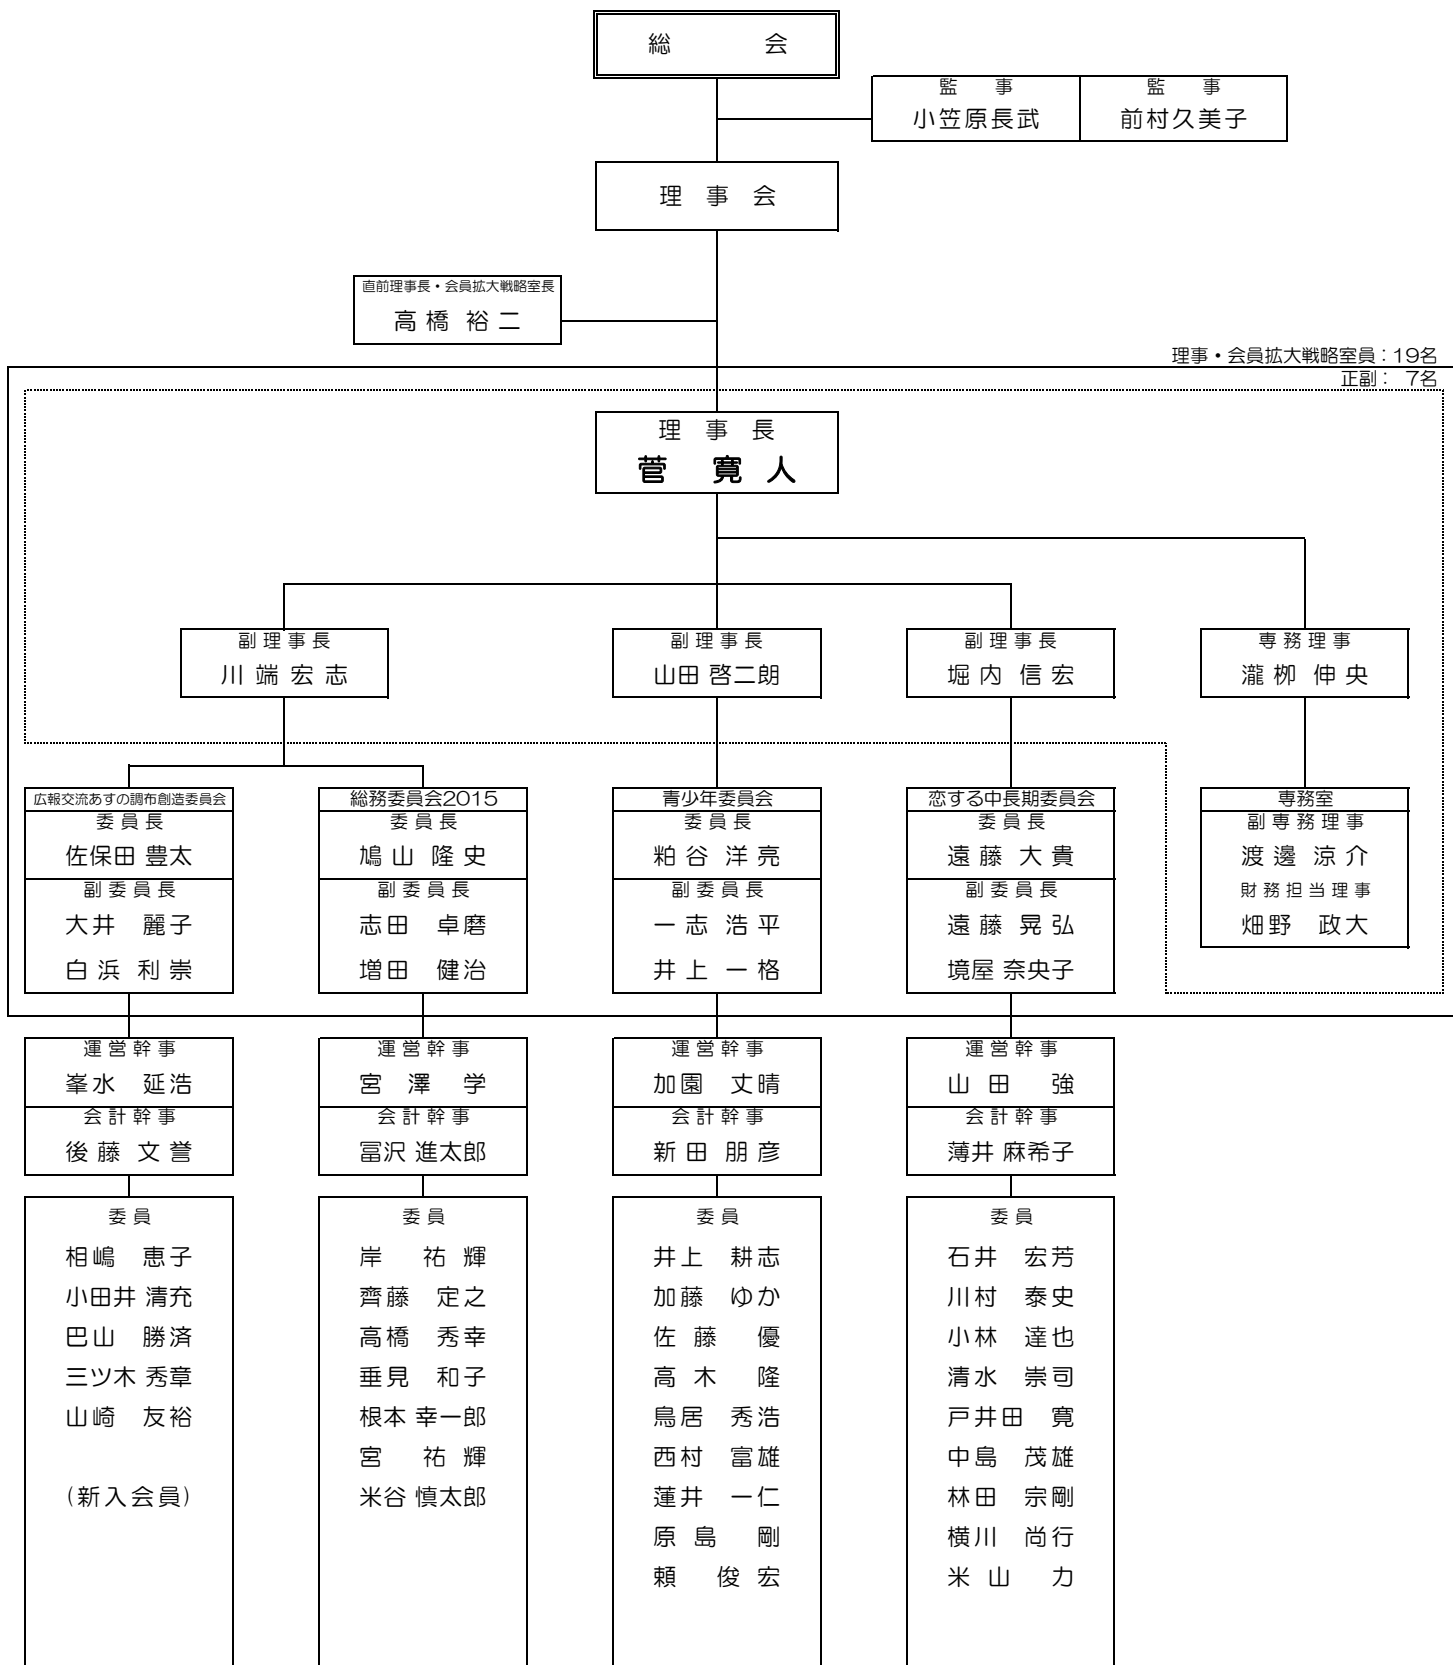 総　会
監　事　監　事
小笠原長武　前村久美子
理　事　会
直前理事長・会員拡大戦略室長
高橋 裕二
理事・会員拡大戦略室員：19名
正副： 7名
理　事　長
菅　寛人
副理事長　副理事長　副理事長　専務理事
川端宏志　山田啓二朗　堀内信宏　瀧栁伸央
広報交流あすの調布創造委員会　総務委員会2015　青少年委員会　恋する中長期委員会　専務室
委員長　委員長　委員長　委員長　副専務理事
佐保田 豊太　鳩山 隆史　粕谷 洋亮　遠藤 大貴　渡邊 涼介
副委員長　副委員長　副委員長　副委員長　財務担当理事
大井 麗子　志田 卓磨　一志 浩平　遠藤 晃弘　畑野 政大
白浜 利崇　増田 健治　井上 一格　境屋 奈央子
運営幹事　運営幹事　運営幹事　運営幹事
峯水 延浩　宮澤 学　加園 丈晴　山田 強
会計幹事　会計幹事　会計幹事　会計幹事
後藤 文誉　冨沢 進太郎　新田 朋彦　薄井 麻希子
委員　委員　委員　委員
相嶋 恵子　岸 祐輝　井上 耕志　石井 宏芳
小田井 清充　齊藤 定之　加藤 ゆか　川村 泰史
巴山 勝済　高橋 秀幸　佐藤 優　小林 達也
三ツ木 秀章　垂見 和子　高木 隆　清水 崇司
山崎 友裕　根本 幸一郎　鳥居 秀浩　戸井田 寛
宮 祐輝　西村 富雄　中島 茂雄
(新入会員)　米谷 慎太郎　蓮井 一仁　林田 宗剛
原島 剛　横川 尚行
頼 俊宏　米山 力